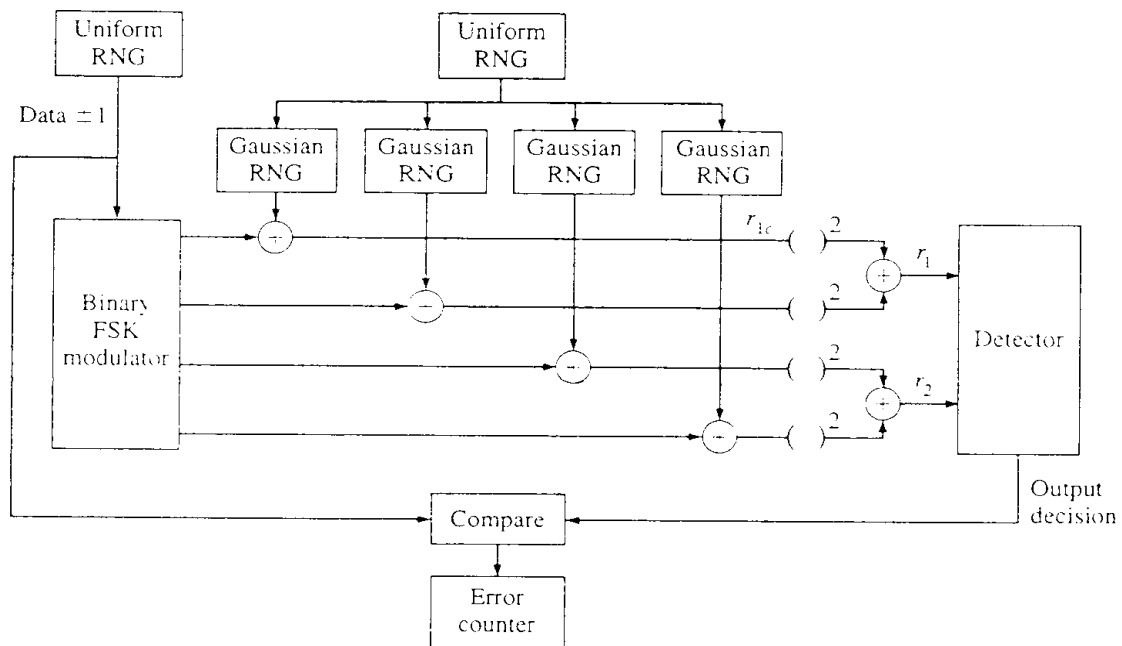 Uniform
RNG
Uniform
RNG
Data ±1
Gaussian
RNG
Gaussian
RNG
Gaussian
RNG
Gaussian
RNG
r1c
( )2
+
+
r1
Binary
FSK
modulator
+
( )2
Detector
+
( )2
+
r2
+
( )2
Output
decision
Compare
Error
counter